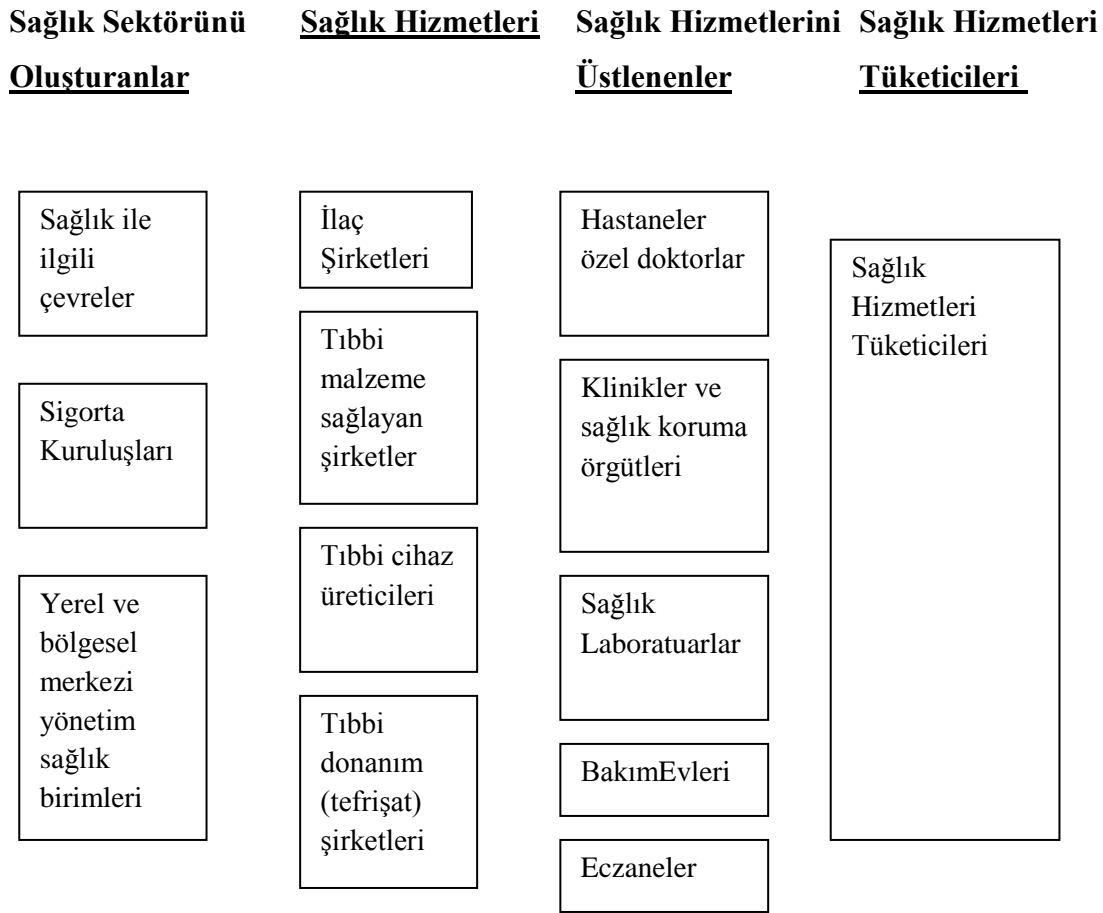 Sağlık Sektörünü
Oluşturanlar
Sağlık Hizmetleri
Sağlık Hizmetlerini
Üstlenenler
Sağlık Hizmetleri
Tüketicileri
Sağlık ile
ilgili
çevreler
Sigorta
Kuruluşları
Yerel ve
bölgesel
merkezi
yönetim
sağlık
birimleri
İlaç
Şirketleri
Tıbbi
malzeme
sağlayan
şirketler
Tıbbi cihaz
üreticileri
Tıbbi
donanım
(tefrişat)
şirketleri
Hastaneler
özel doktorlar
Klinikler ve
sağlık koruma
örgütleri
Sağlık
Laboratuarlar
BakımEvleri
Eczaneler
Sağlık
Hizmetleri
Tüketicileri